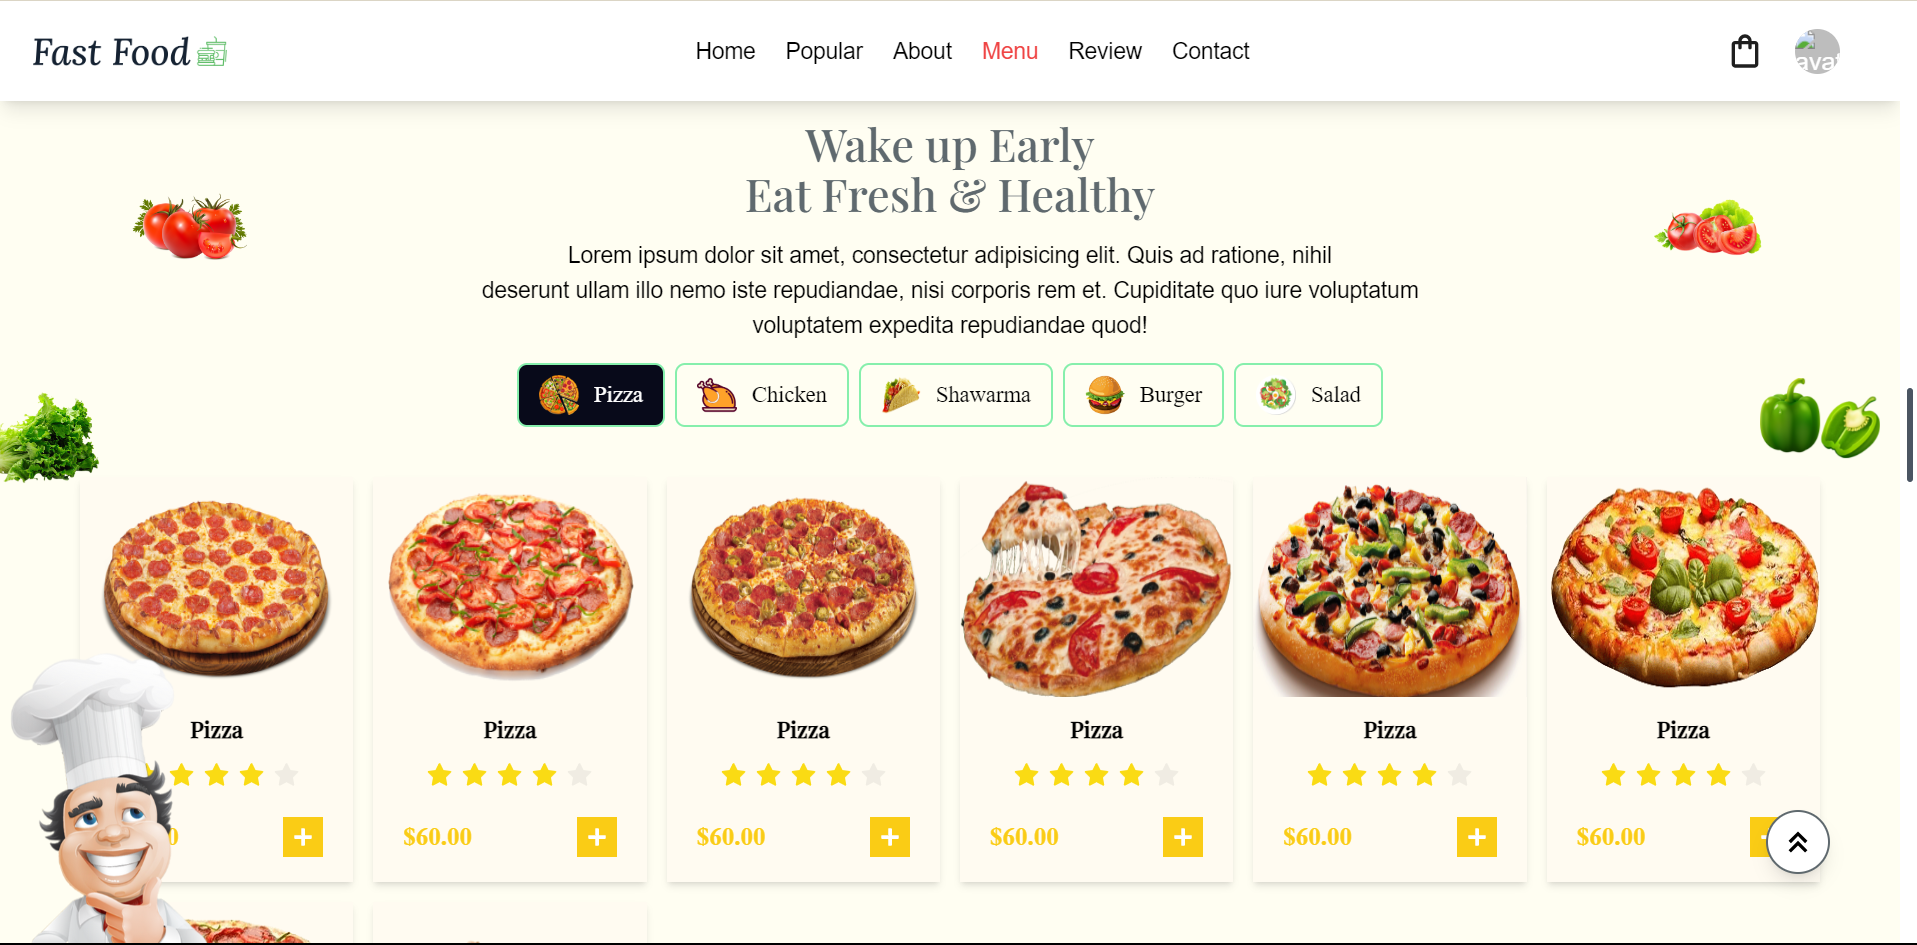 Fast Food
Home Popular About Menu Review Contact
Wake up Early
Eat Fresh & Healthy
Lorem ipsum dolor sit amet, consectetur adipisicing elit. Quis ad ratione, nihil
deserunt ullam illo nemo iste repudiandae, nisi corporis rem et. Cupiditate quo iure voluptatum
voluptatem expedita repudiandae quod!
Pizza Chicken Shawarma Burger Salad
Pizza Pizza Pizza Pizza Pizza Pizza
$60.00 $60.00 $60.00 $60.00 $60.00